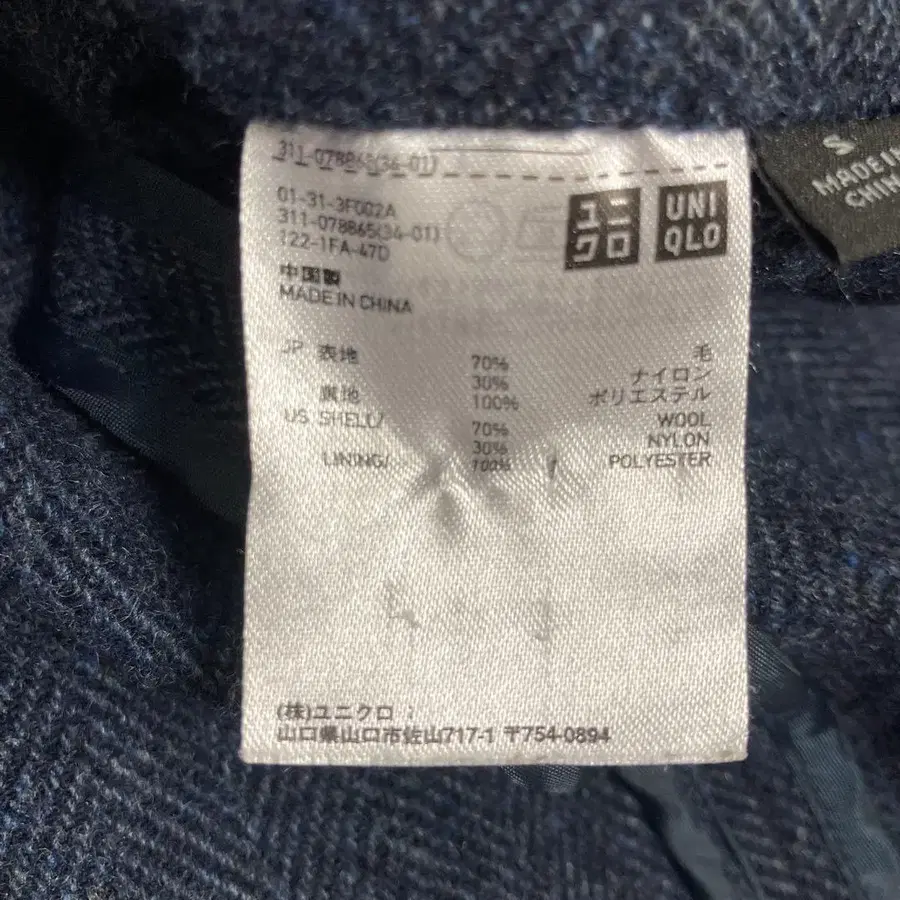 311-078865(34-01)
01-31-3F002A
311-078865(34-01)
122-1FA-47D
中国製
MADE IN CHINA
ユニ
クロ
UNI
QLO
S
MADE IN
CHINA
JP 表地 70% 毛
30% ナイロン
裏地 100% ポリエステル
US SHELL/ 70% WOOL
30% NYLON
LINING/ 100% POLYESTER
(株)ユニクロ
山口県山口市佐山717-1 〒754-0894